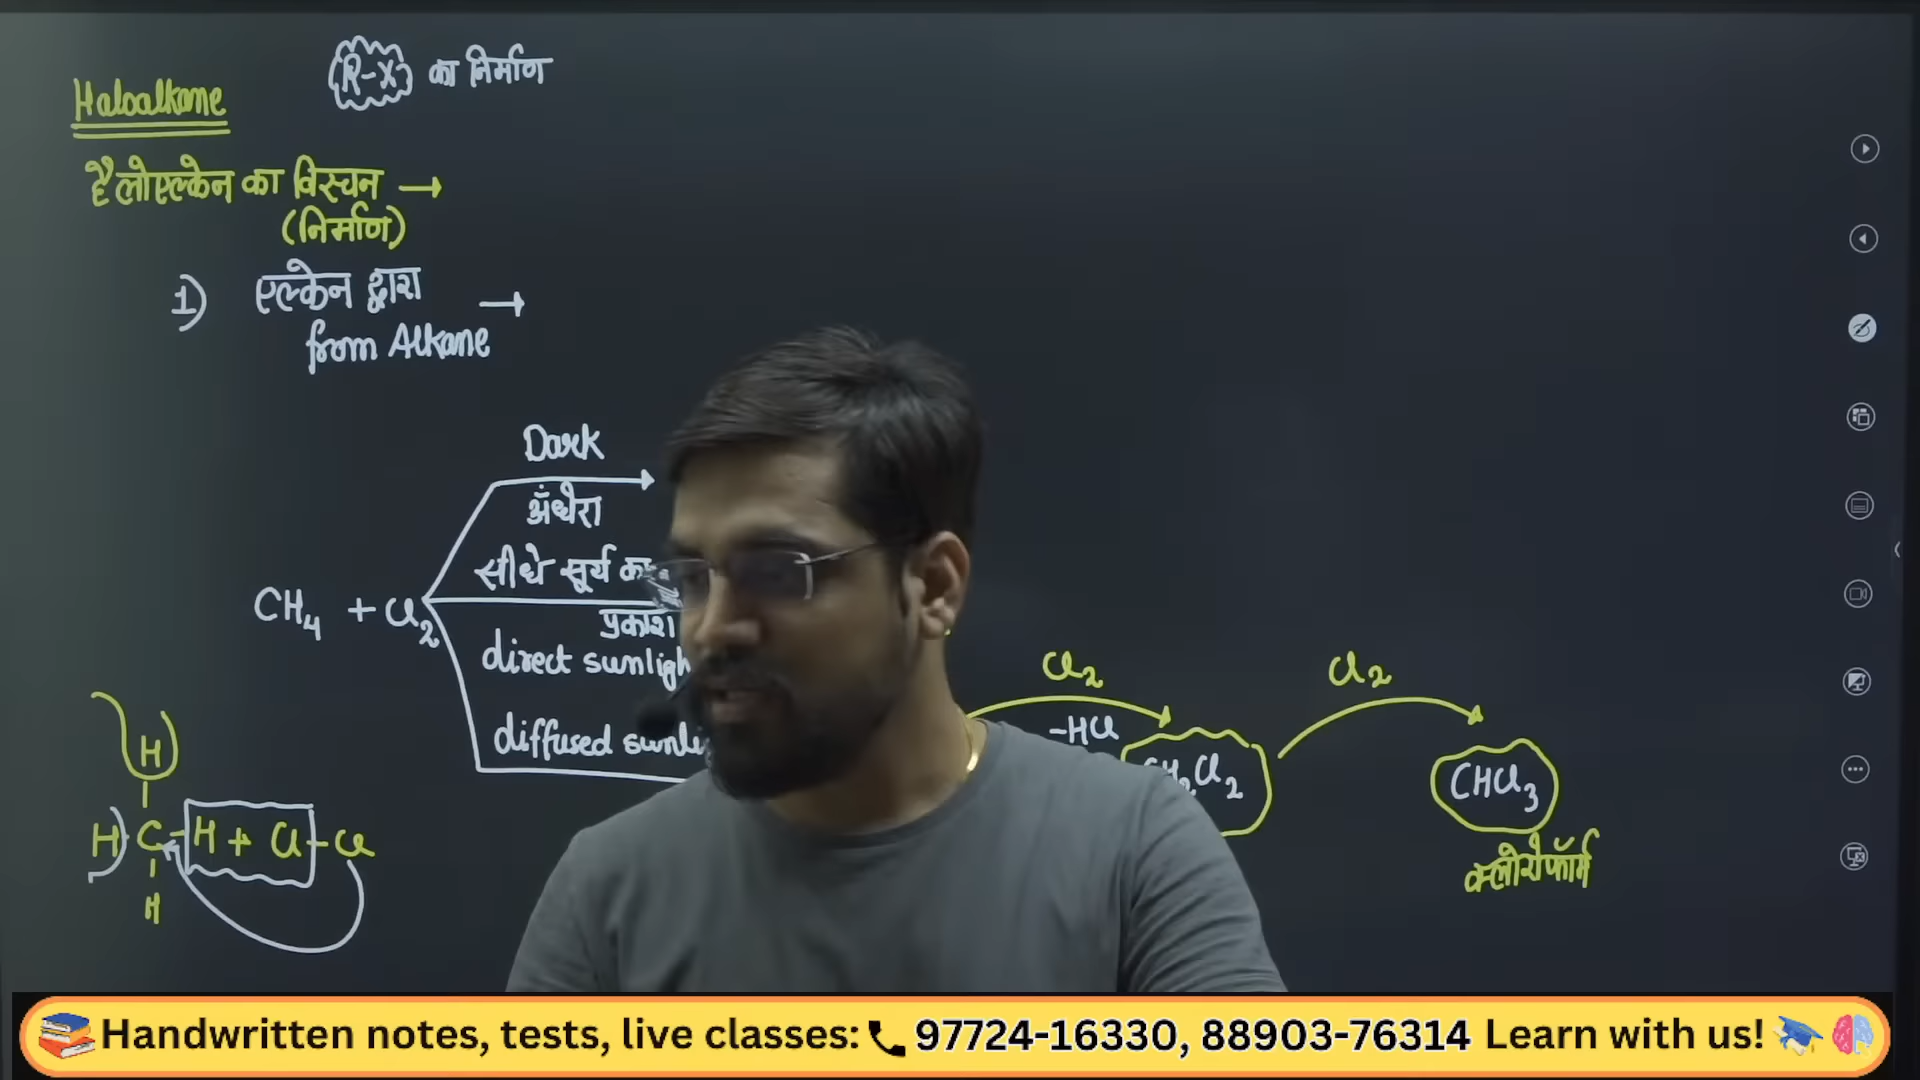 Haloalkane
R-X का निर्माण
हैलोएल्केन का विरचन →
(निर्माण)
1) एल्केन द्वारा →
from Alkane
Dark
अँधेरा
सीधे सूर्य का
प्रकाश
direct sunligh
diffused sunli
CH₄ + Cl₂
Cl₂
-HCl
CH₂Cl₂
Cl₂
CHCl₃
क्लोरोफॉर्म
H
H C - H + Cl - Cl
H
Handwritten notes, tests, live classes: 97724-16330, 88903-76314 Learn with us!